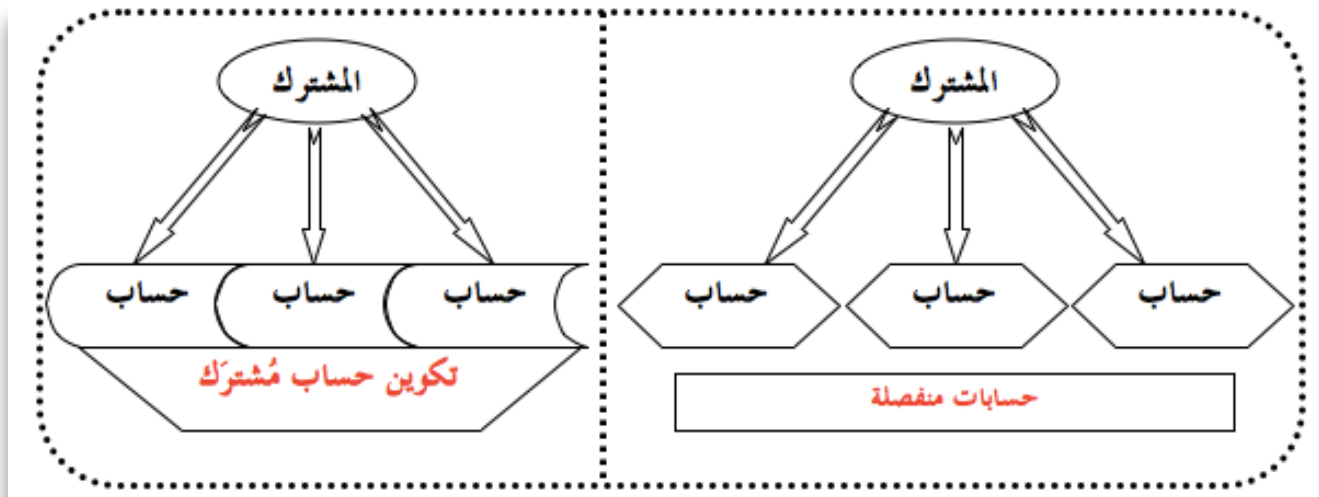 المشترك
حساب
حساب
حساب
حسابات منفصلة
المشترك
حساب
حساب
حساب
تكوين حساب مُشترَك